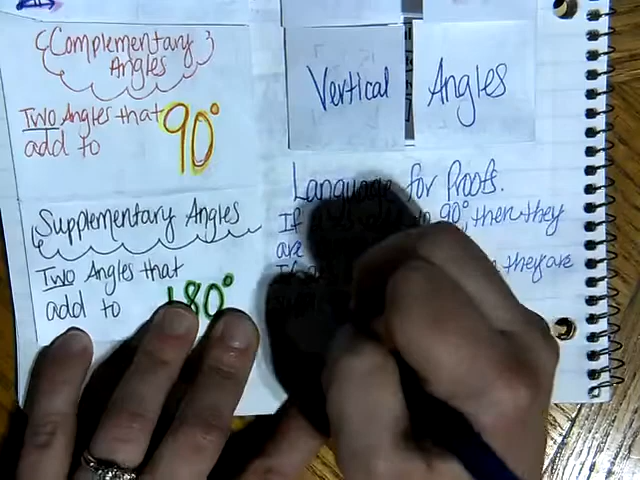 Complementary
Angles
Two Angles that
add to 90°
Supplementary Angles
Two Angles that
add to 180°
Vertical Angles
Language for Proofs.
If 90° then they
are
they are